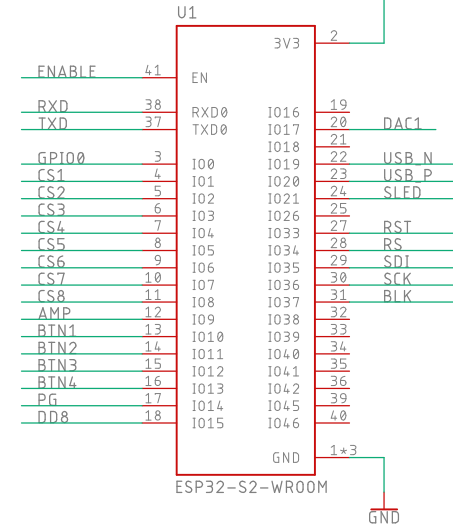 U1
3V3 2
ENABLE 41 EN
RXD 38 RXD0 IO16 19
TXD 37 TXD0 IO17 20 DAC1
IO18 21
GPIO0 3 IO0 IO19 22 USB_N
CS1 4 IO1 IO20 23 USB_P
CS2 5 IO2 IO21 24 SLED
CS3 6 IO3 IO26 25
CS4 7 IO4 IO33 27 RST
CS5 8 IO5 IO34 28 RS
CS6 9 IO6 IO35 29 SDI
CS7 10 IO7 IO36 30 SCK
CS8 11 IO8 IO37 31 BLK
AMP 12 IO9 IO38 32
BTN1 13 IO10 IO39 33
BTN2 14 IO11 IO40 34
BTN3 15 IO12 IO41 35
BTN4 16 IO13 IO42 36
PG 17 IO14 IO45 39
DD8 18 IO15 IO46 40
GND 1*3
ESP32-S2-WROOM
GND